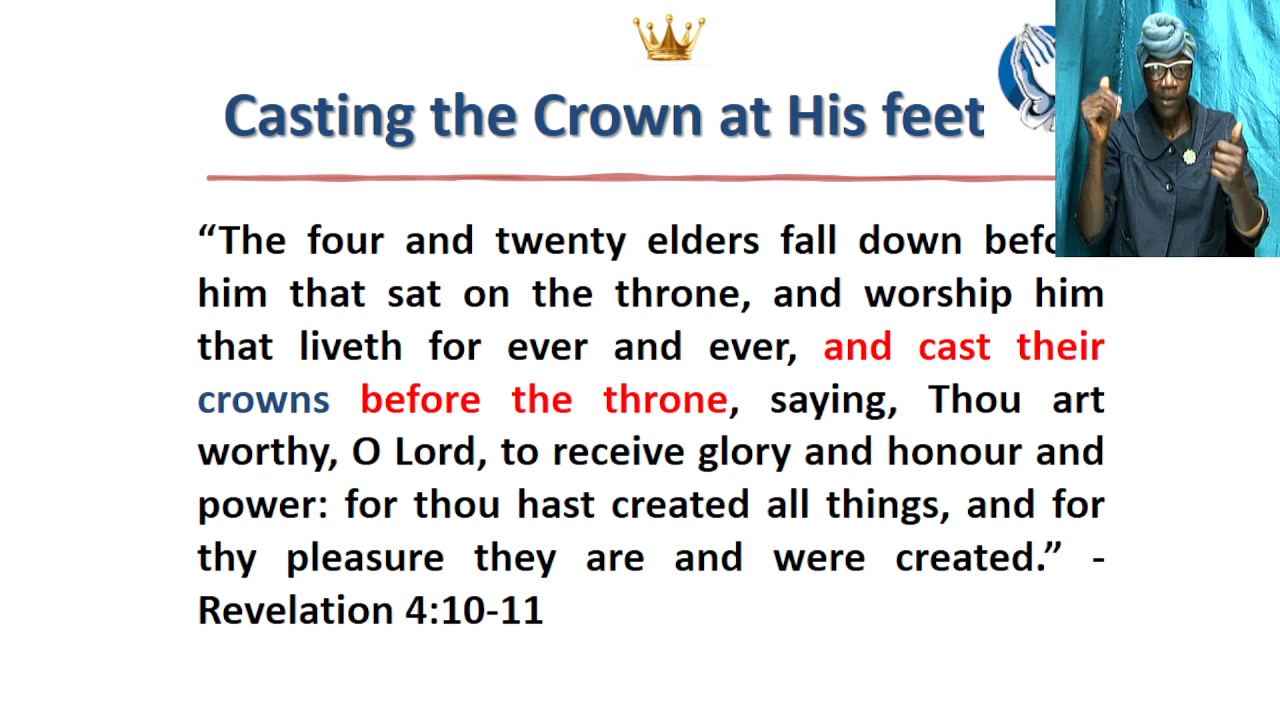 Casting the Crown at His feet
“The four and twenty elders fall down
him that sat on the throne, and worship him
that liveth for ever and ever, and cast their
crowns before the throne, saying, Thou art
worthy, O Lord, to receive glory and honour and
power: for thou hast created all things, and for
thy pleasure they are and were created.” -
Revelation 4:10-11